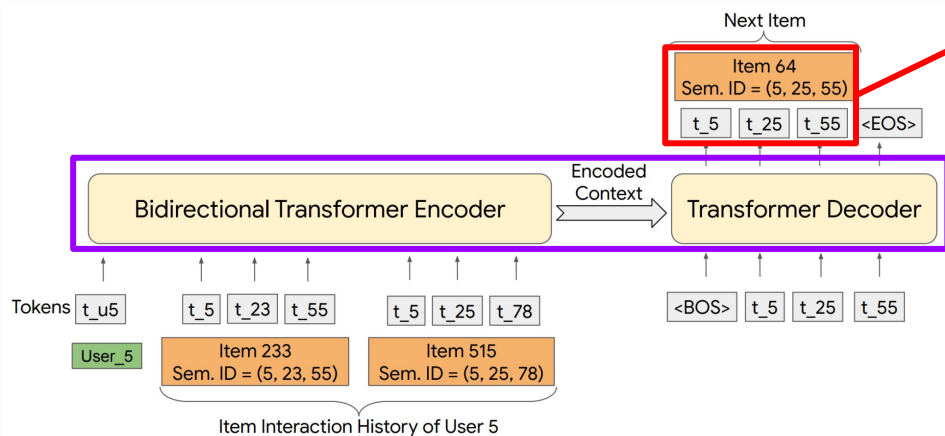 Next Item
Item 64
Sem. ID = (5, 25, 55)
t_5 t_25 t_55 <EOS>
Bidirectional Transformer Encoder
Encoded
Context
Transformer Decoder
Tokens t_u5 t_5 t_23 t_55 t_5 t_25 t_78
<BOS> t_5 t_25 t_55
User_5
Item 233
Sem. ID = (5, 23, 55)
Item 515
Sem. ID = (5, 25, 78)
Item Interaction History of User 5